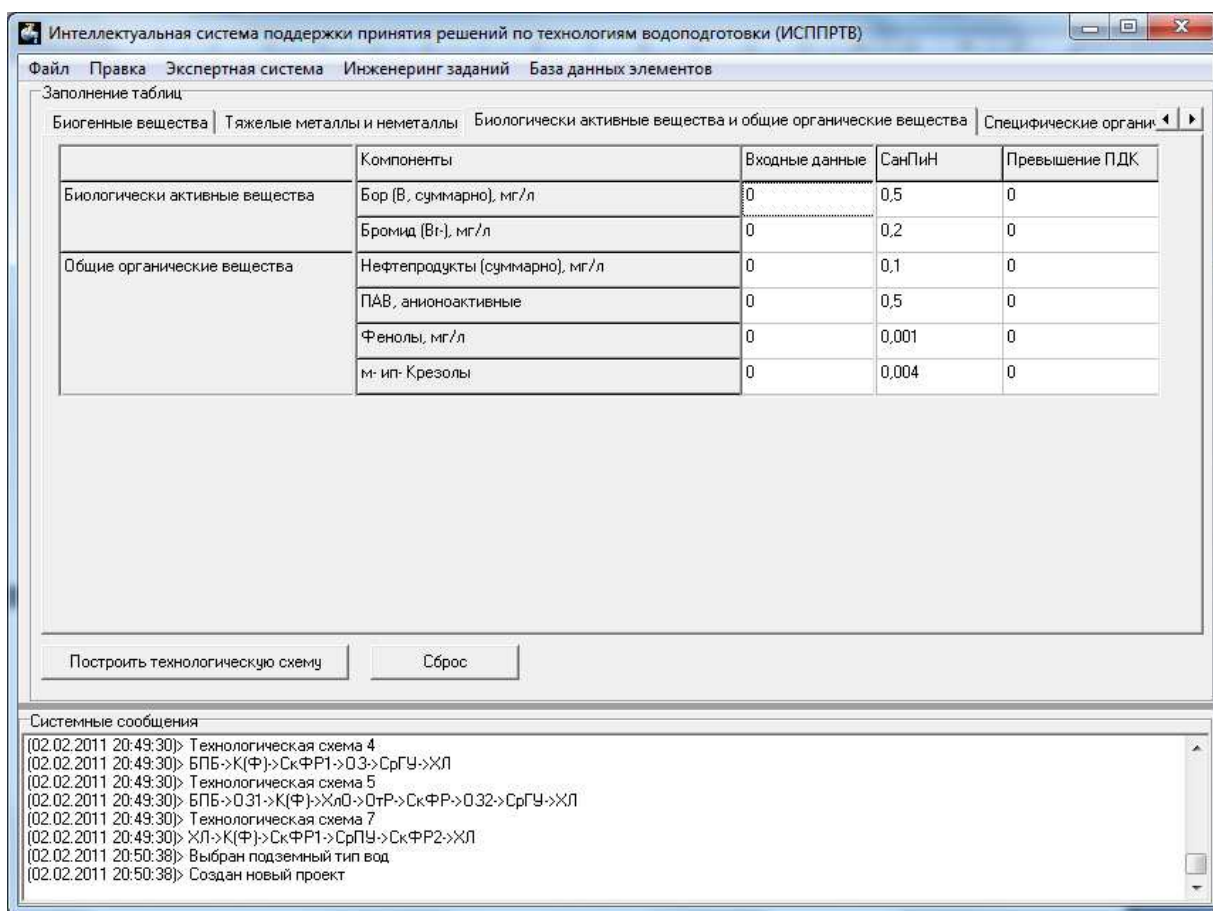 Интеллектуальная система поддержки принятия решений по технологиям водоподготовки (ИСППРТВ)
Файл Правка Экспертная система Инженеринг заданий База данных элементов
Заполнение таблиц
Биогенные вещества Тяжелые металлы и неметаллы Биологически активные вещества и общие органические вещества Специфические органич
Компоненты Входные данные СанПиН Превышение ПДК
Биологически активные вещества Бор (B, суммарно), мг/л 0 0,5 0
Бромид (Br-), мг/л 0 0,2 0
Общие органические вещества Нефтепродукты (суммарно), мг/л 0 0,1 0
ПАВ, анионоактивные 0 0,5 0
Фенолы, мг/л 0 0,001 0
м- ип- Крезолы 0 0,004 0
Построить технологическую схему Сброс
Системные сообщения
(02.02.2011 20:49:30)> Технологическая схема 4
(02.02.2011 20:49:30)> БПБ->К(Ф)->СкФР1->ОЗ->СрГУ->ХЛ
(02.02.2011 20:49:30)> Технологическая схема 5
(02.02.2011 20:49:30)> БПБ->ОЗ1->К(Ф)->ХлО->ОтР->СкФР->ОЗ2->СрГУ->ХЛ
(02.02.2011 20:49:30)> Технологическая схема 7
(02.02.2011 20:49:30)> ХЛ->К(Ф)->СкФР1->СрПУ->СкФР2->ХЛ
(02.02.2011 20:50:38)> Выбран подземный тип вод
(02.02.2011 20:50:38)> Создан новый проект